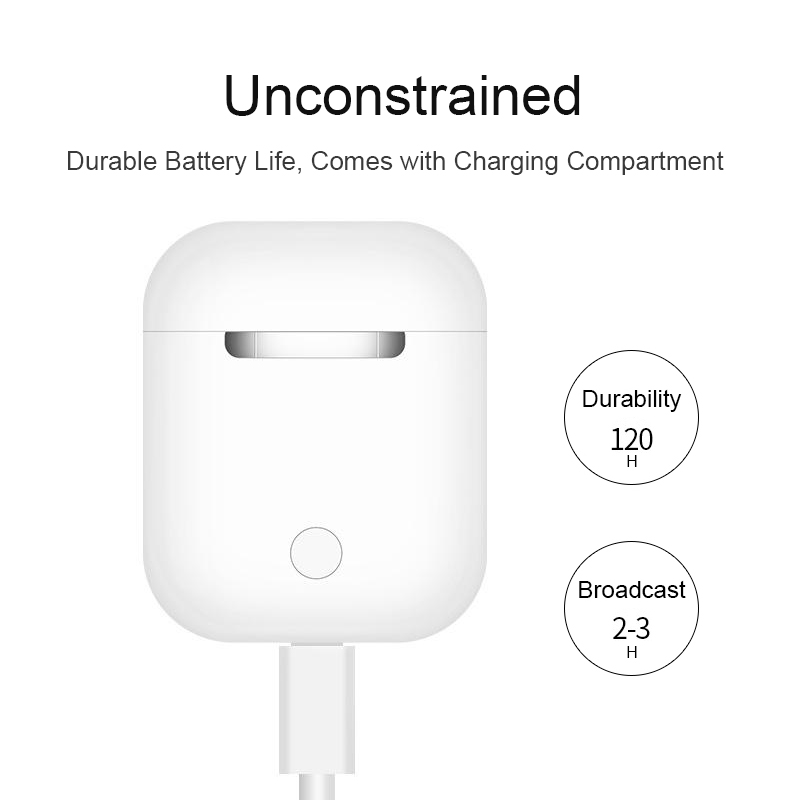 Unconstrained
Durable Battery Life, Comes with Charging Compartment
Durability
120
H
Broadcast
2-3
H